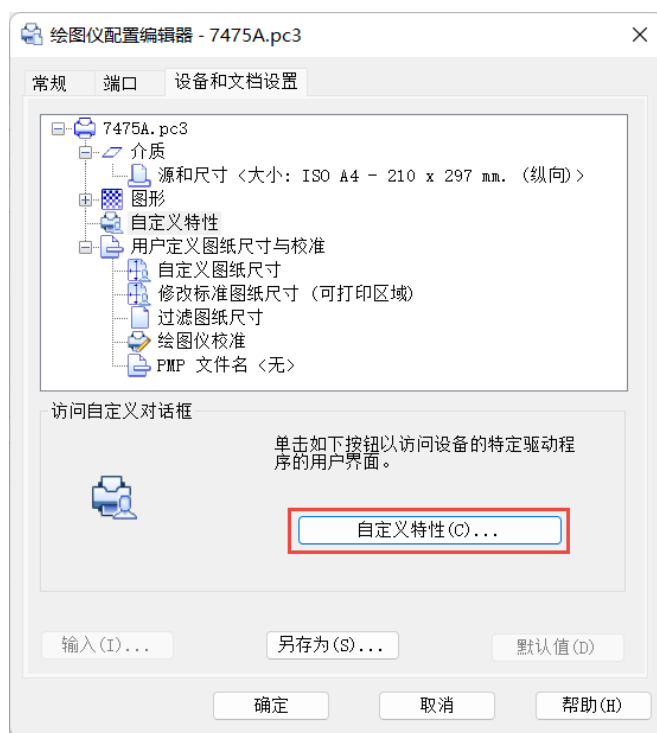 绘图仪配置编辑器 - 7475A.pc3
常规 端口 设备和文档设置
7475A.pc3
介质
源和尺寸 <大小: ISO A4 - 210 x 297 mm. (纵向)>
图形
自定义特性
用户定义图纸尺寸与校准
自定义图纸尺寸
修改标准图纸尺寸 (可打印区域)
过滤图纸尺寸
绘图仪校准
PMP 文件名 <无>
访问自定义对话框
单击如下按钮以访问设备的特定驱动程
序的用户界面。
自定义特性(C)...
输入(I)... 另存为(S)... 默认值(D)
确定 取消 帮助(H)